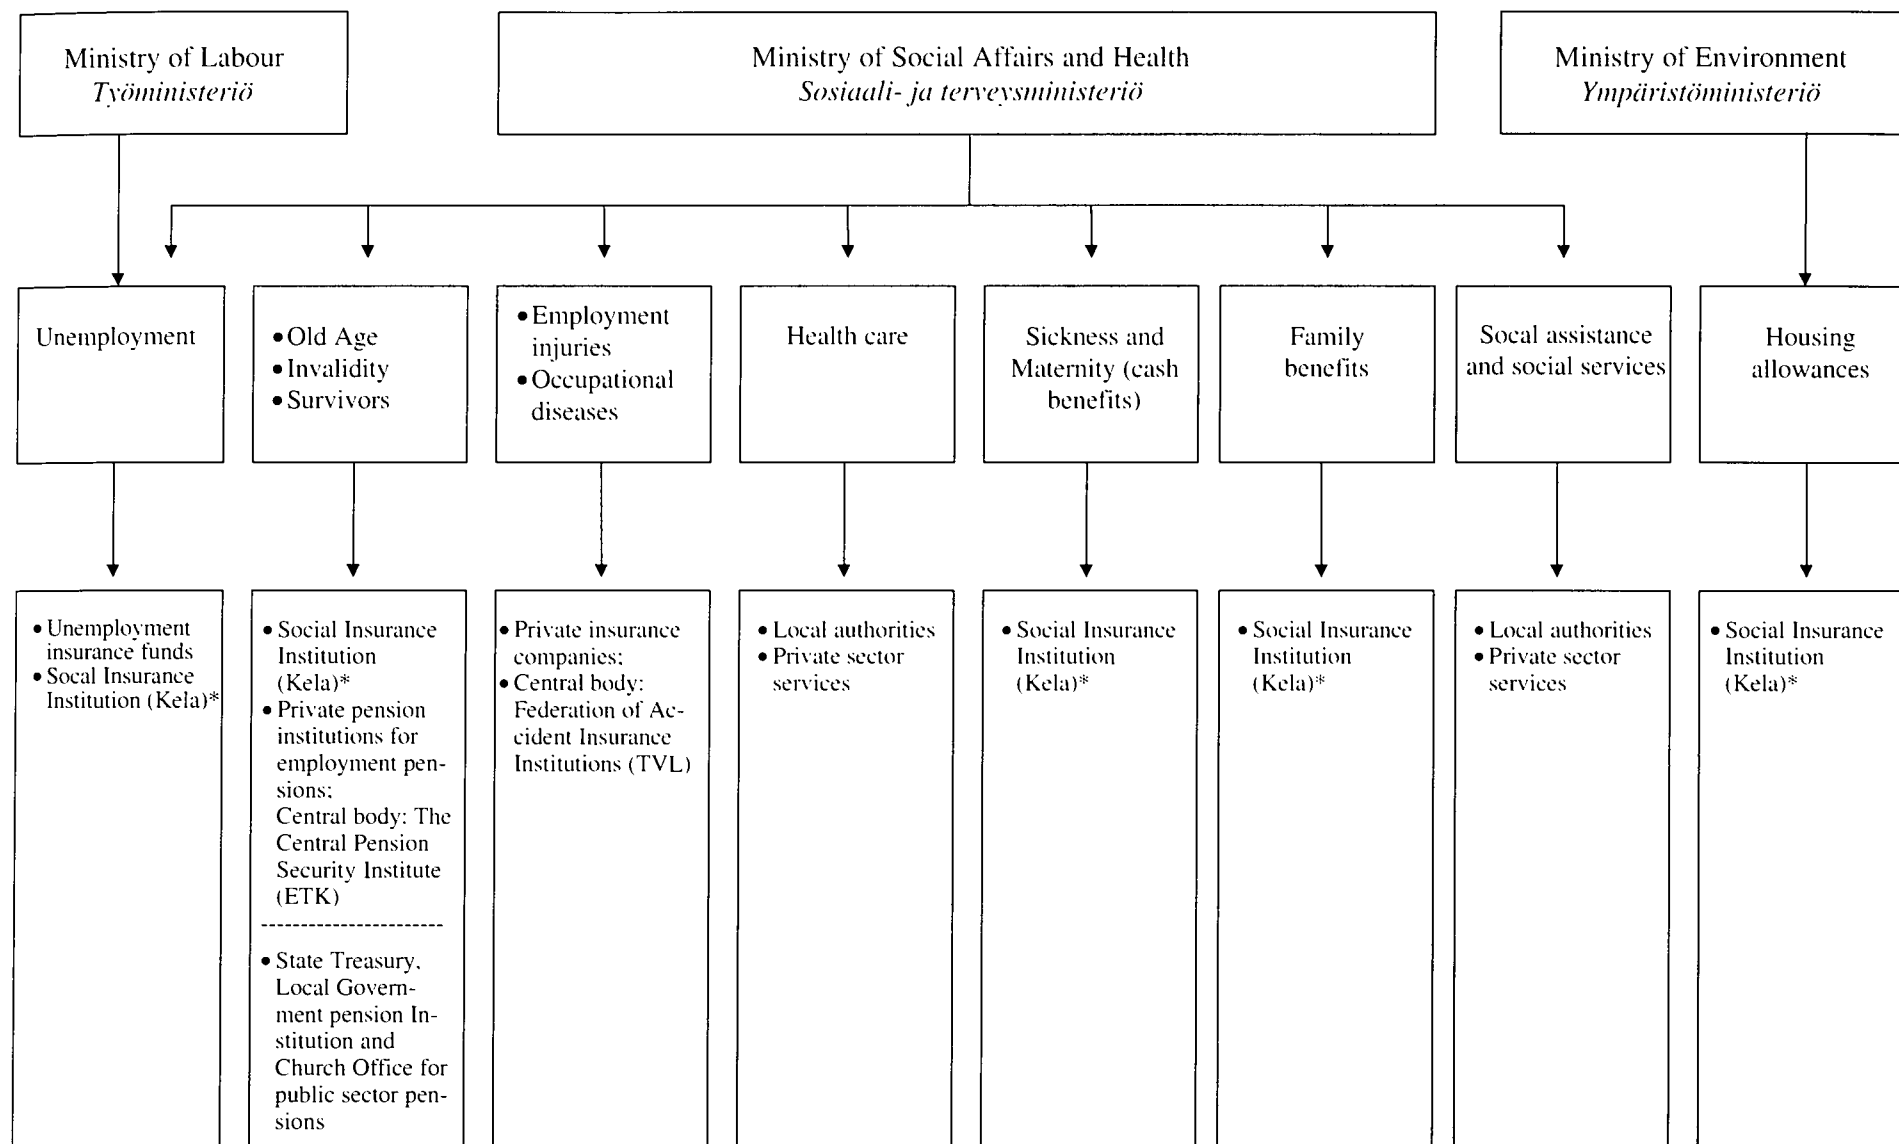 Ministry of Labour
Työministeriö
Ministry of Social Affairs and Health
Sosiaali- ja terveysministeriö
Ministry of Environment
Ympäristöministeriö
Unemployment
• Old Age
• Invalidity
• Survivors
• Employment
injuries
• Occupational
diseases
Health care
Sickness and
Maternity (cash
benefits)
Family
benefits
Socal assistance
and social services
Housing
allowances
• Unemployment
insurance funds
• Socal Insurance
Institution (Kela)*
• Social Insurance
Institution
(Kela)*
• Private pension
institutions for
employment pen-
sions;
Central body: The
Central Pension
Security Institute
(ETK)
----------------------
• State Treasury,
Local Govern-
ment pension In-
stitution and
Church Office for
public sector pen-
sions
• Private insurance
companies;
• Central body:
Federation of Ac-
cident Insurance
Institutions (TVL)
• Local authorities
• Private sector
services
• Social Insurance
Institution
(Kela)*
• Social Insurance
Institution
(Kela)*
• Local authorities
• Private sector
services
• Social Insurance
Institution
(Kela)*